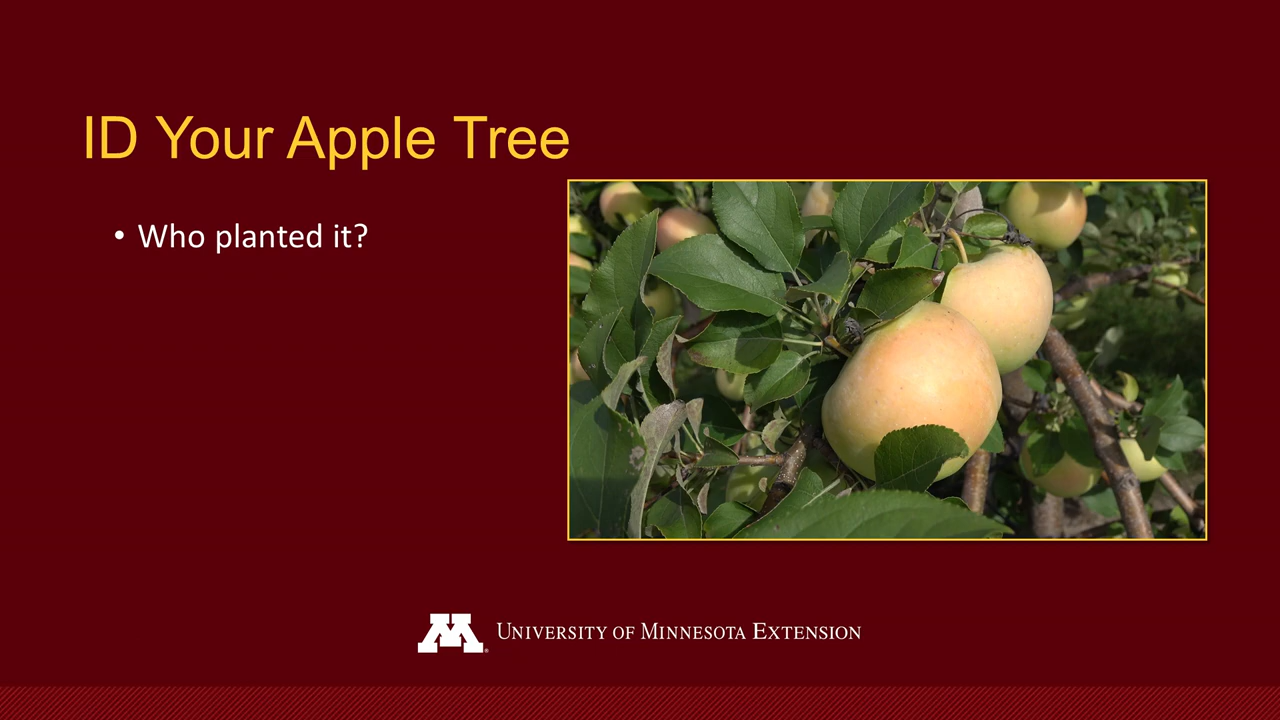 ID Your Apple Tree
• Who planted it?
M
UNIVERSITY OF MINNESOTA EXTENSION